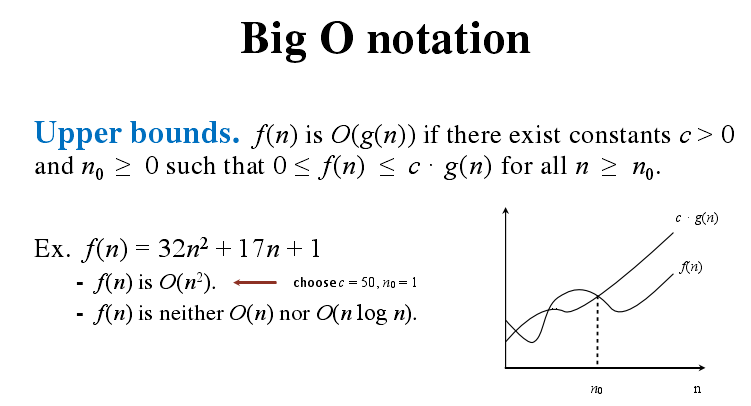 Big O notation
Upper bounds. f(n) is O(g(n)) if there exist constants c > 0
and n₀ ≥ 0 such that 0 ≤ f(n) ≤ c · g(n) for all n ≥ n₀.
Ex. f(n) = 32n² + 17n + 1
- f(n) is O(n²).
choose c = 50, n₀ = 1
- f(n) is neither O(n) nor O(n log n).
c · g(n)
f(n)
n₀
n